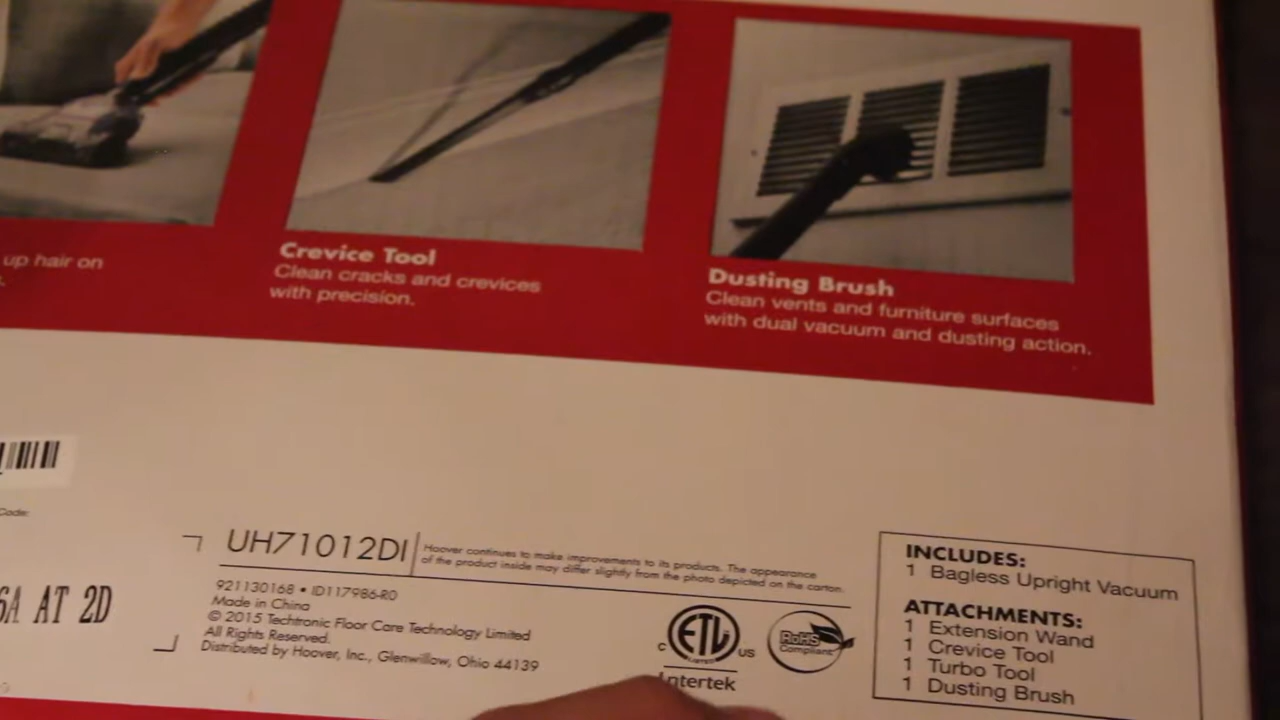 up hair on
Crevice Tool
Clean cracks and crevices
with precision.
Dusting Brush
Clean vents and furniture surfaces
with dual vacuum and dusting action.
Code:
6A AT 2D
UH71012DI
Hoover continues to make improvements to its products. The appearance
of the product inside may differ slightly from the photo depicted on the carton.
921130168 • ID117986-R0
Made in China
© 2015 Techtronic Floor Care Technology Limited
All Rights Reserved.
Distributed by Hoover, Inc., Glenwillow, Ohio 44139
ETL
LISTED
C US
Intertek
RoHS
Compliant
INCLUDES:
1 Bagless Upright Vacuum
ATTACHMENTS:
1 Extension Wand
1 Crevice Tool
1 Turbo Tool
1 Dusting Brush